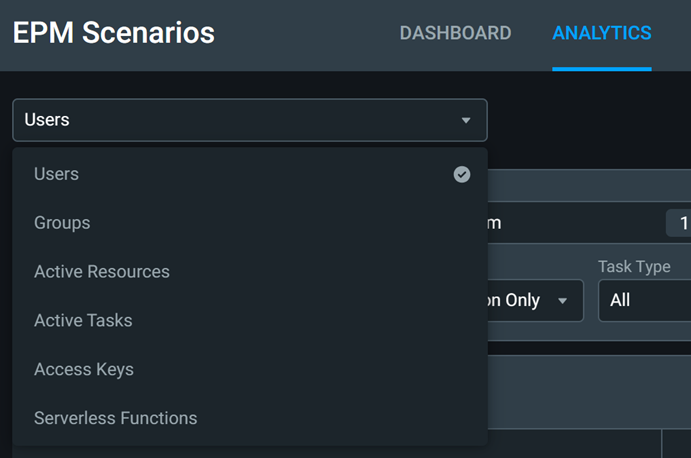 EPM Scenarios
DASHBOARD
ANALYTICS
Users
Users
Groups
Active Resources
Active Tasks
Access Keys
Serverless Functions
1
Task Type
Only
All